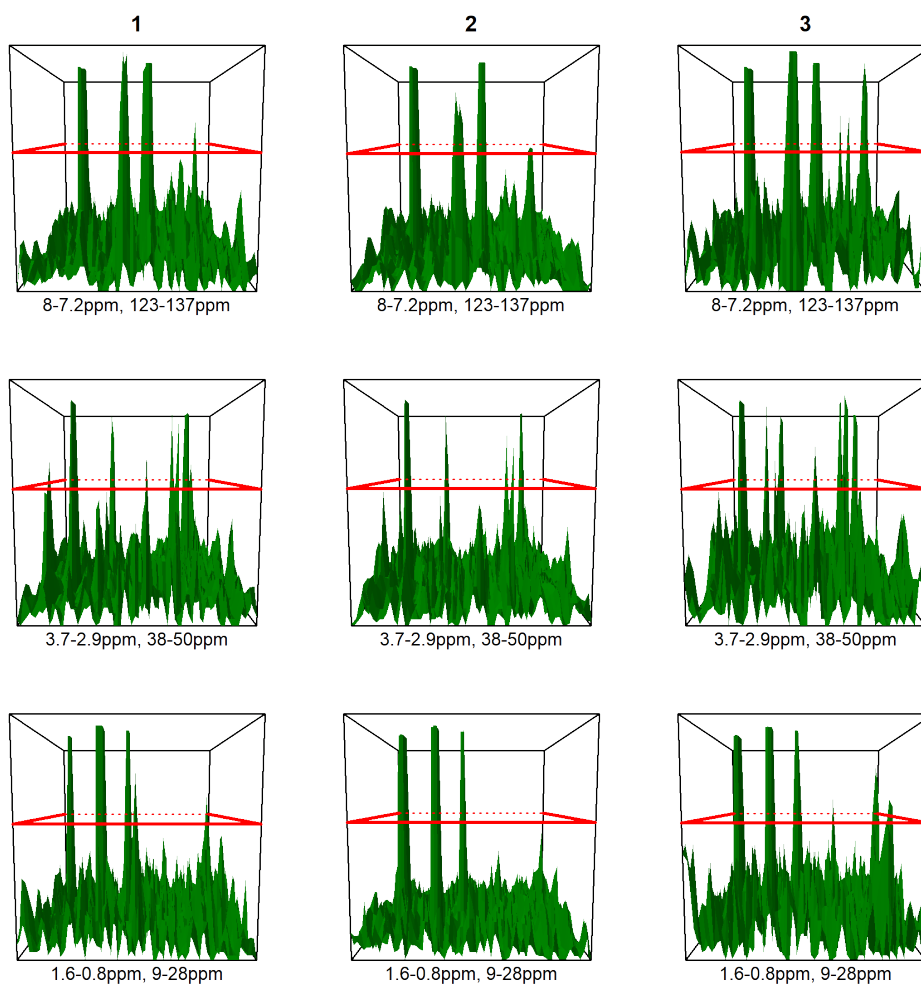 1 2 3
8-7.2ppm, 123-137ppm 8-7.2ppm, 123-137ppm 8-7.2ppm, 123-137ppm
3.7-2.9ppm, 38-50ppm 3.7-2.9ppm, 38-50ppm 3.7-2.9ppm, 38-50ppm
1.6-0.8ppm, 9-28ppm 1.6-0.8ppm, 9-28ppm 1.6-0.8ppm, 9-28ppm